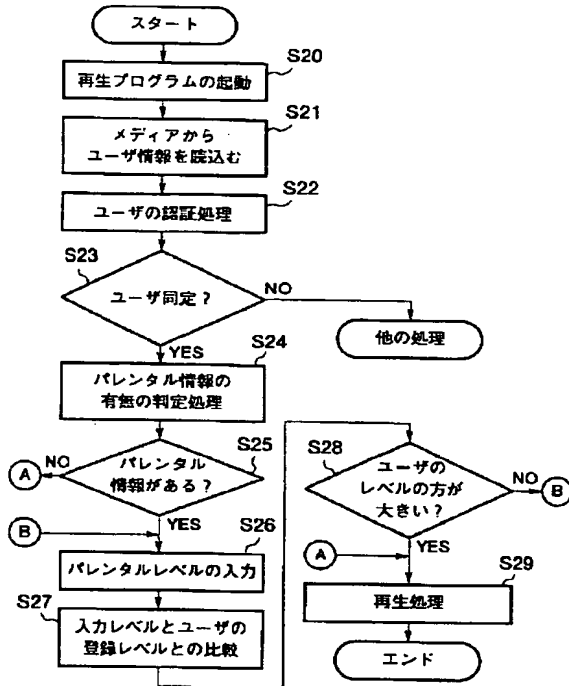 スタート
S20
再生プログラムの起動
S21
メディアから
ユーザ情報を読込む
S22
ユーザの認証処理
S23
ユーザ同定?
NO
他の処理
YES
S24
パレンタル情報の
有無の判定処理
S25
パレンタル
情報がある?
NO
A
YES
B
S26
パレンタルレベルの入力
S27
入力レベルとユーザの
登録レベルとの比較
S28
ユーザの
レベルの方が
大きい?
NO
B
YES
A
S29
再生処理
エンド